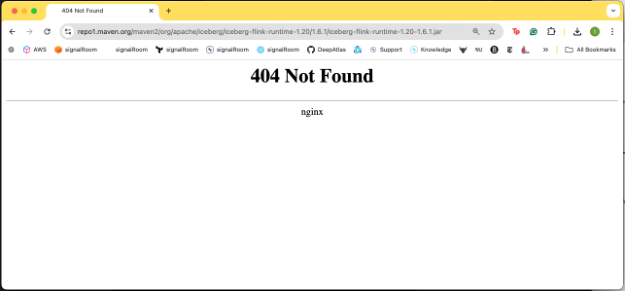 404 Not Found
repo1.maven.org/maven2/org/apache/iceberg/iceberg-flink-runtime-1.20/1.6.1/iceberg-flink-runtime-1.20-1.6.1.jar
AWS signalRoom signalRoom signalRoom signalRoom signalRoom DeepAtlas Support Knowledge All Bookmarks
404 Not Found
nginx